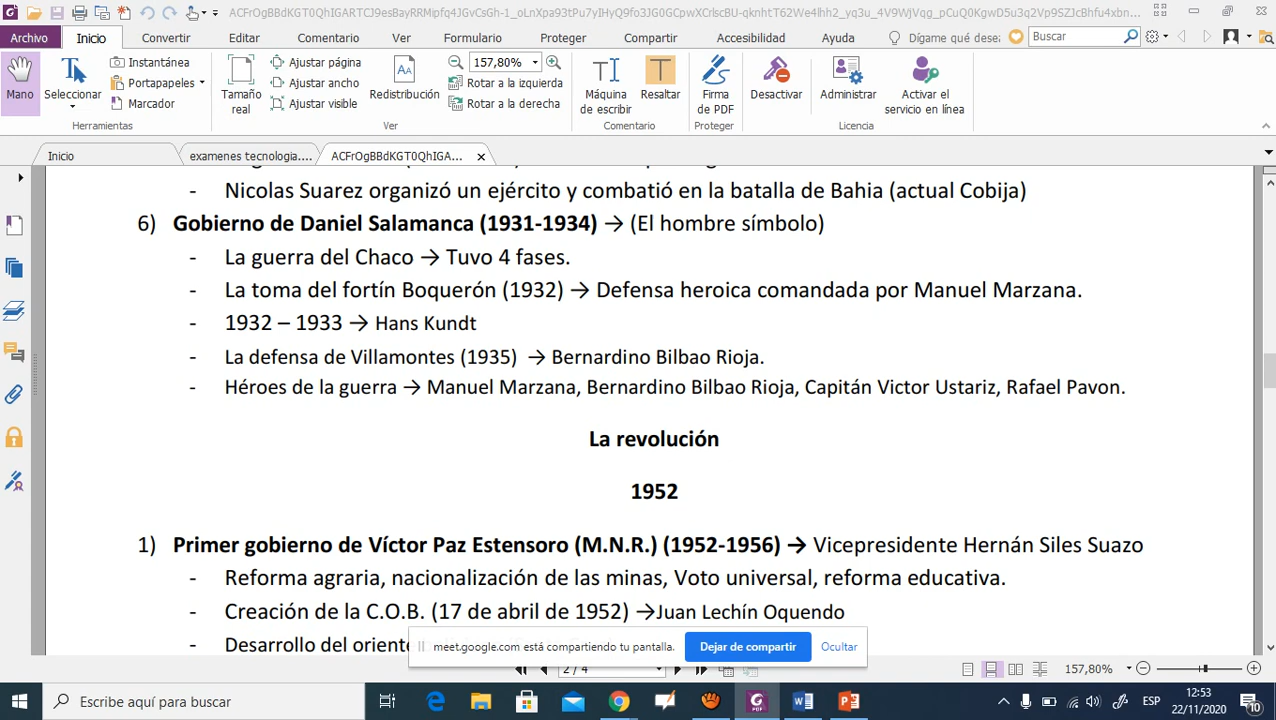 ACFrOgBBdKGT0QhIGARTCJ9esBayRRMipfq4J
Archivo Inicio Convertir Editar Comentario Ver Formulario Proteger Compartir Accesibilidad Ayuda Dígame qué dese: Buscar
Mano
Seleccionar
Instantánea
Portapapeles
Marcador
Herramientas
Tamaño real
Ajustar página
Ajustar ancho
Ajustar visible
Redistribución
157,80%
Rotar a la izquierda
Rotar a la derecha
Ver
Máquina de escribir
Resaltar
Comentario
Firma de PDF
Proteger
Desactivar
Administrar
Activar el servicio en línea
Licencia
Inicio examenes tecnologia.... ACFrOgBBdKGT0QhIGA...
- Nicolas Suarez organizó un ejército y combatió en la batalla de Bahia (actual Cobija)
6) Gobierno de Daniel Salamanca (1931-1934) → (El hombre símbolo)
- La guerra del Chaco → Tuvo 4 fases.
- La toma del fortín Boquerón (1932) → Defensa heroica comandada por Manuel Marzana.
- 1932 – 1933 → Hans Kundt
- La defensa de Villamontes (1935) → Bernardino Bilbao Rioja.
- Héroes de la guerra → Manuel Marzana, Bernardino Bilbao Rioja, Capitán Victor Ustariz, Rafael Pavon.
La revolución
1952
1) Primer gobierno de Víctor Paz Estensoro (M.N.R.) (1952-1956) → Vicepresidente Hernán Siles Suazo
- Reforma agraria, nacionalización de las minas, Voto universal, reforma educativa.
- Creación de la C.O.B. (17 de abril de 1952) →Juan Lechín Oquendo
- Desarrollo del oriente
meet.google.com está compartiendo tu pantalla. Dejar de compartir Ocultar
2 / 4 157,80%
Escribe aquí para buscar
ESP
12:53
22/11/2020
10